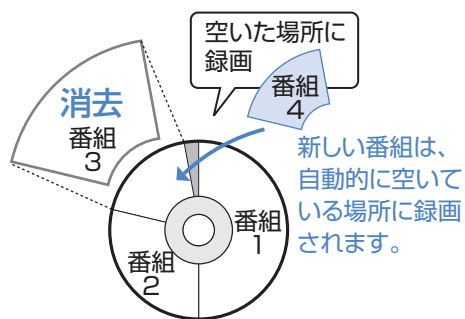 空いた場所に
録画
消去
番組
3
番組
4
新しい番組は、
自動的に空いて
いる場所に録画
されます。
番組
1
番組
2